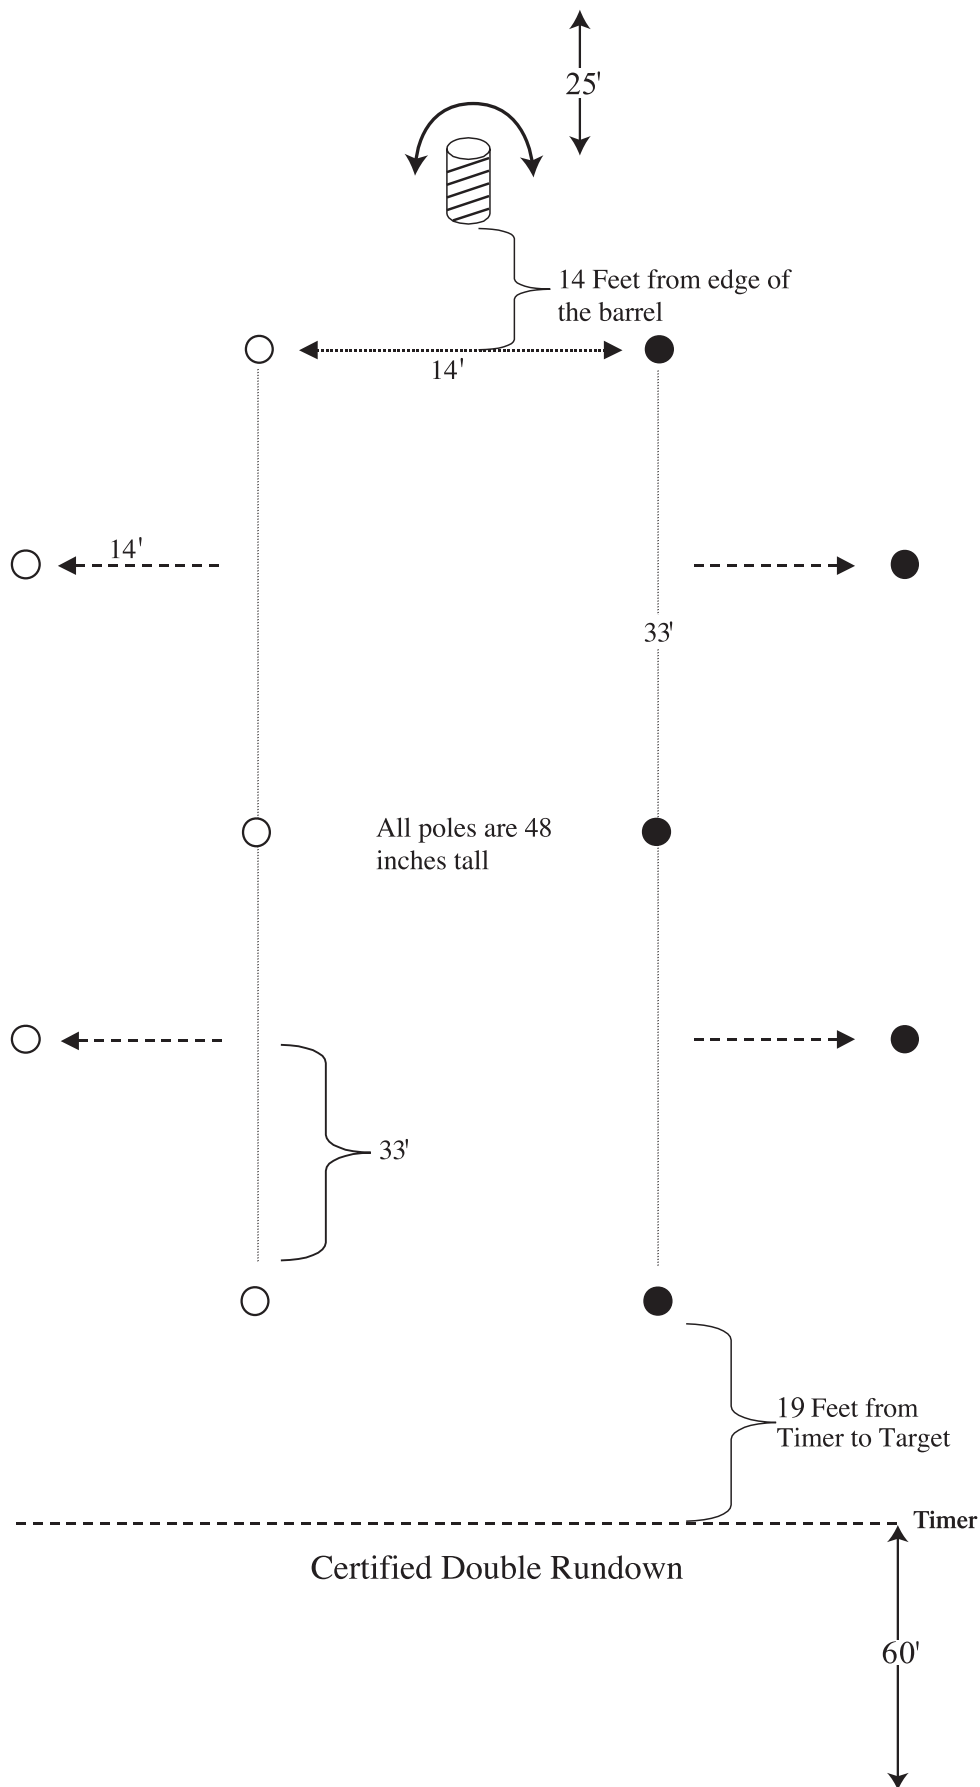 25'
14 Feet from edge of
the barrel
14'
14'
33'
All poles are 48
inches tall
33'
19 Feet from
Timer to Target
Timer
Certified Double Rundown
60'